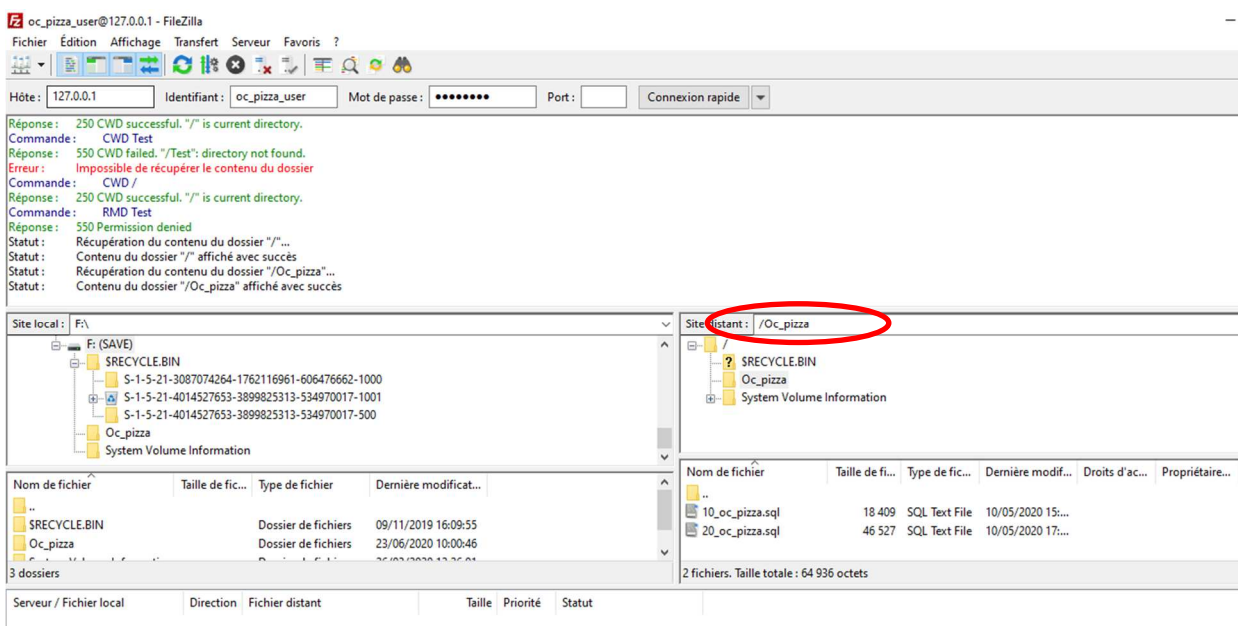 oc_pizza_user@127.0.0.1 - FileZilla
Fichier Édition Affichage Transfert Serveur Favoris ?
Hôte : 127.0.0.1 Identifiant : oc_pizza_user Mot de passe : ●●●●●●●● Port : Connexion rapide
Réponse : 250 CWD successful. "/" is current directory.
Commande : CWD Test
Réponse : 550 CWD failed. "/Test": directory not found.
Erreur : Impossible de récupérer le contenu du dossier
Commande : CWD /
Réponse : 250 CWD successful. "/" is current directory.
Commande : RMD Test
Réponse : 550 Permission denied
Statut : Récupération du contenu du dossier "/"...
Statut : Contenu du dossier "/" affiché avec succès
Statut : Récupération du contenu du dossier "/Oc_pizza"...
Statut : Contenu du dossier "/Oc_pizza" affiché avec succès
Site local : F:\
F: (SAVE)
$RECYCLE.BIN
S-1-5-21-3087074264-1762116961-606476662-1000
S-1-5-21-4014527653-3899825313-534970017-1001
S-1-5-21-4014527653-3899825313-534970017-500
Oc_pizza
System Volume Information
Nom de fichier Taille de fic... Type de fichier Dernière modificat...
..
$RECYCLE.BIN Dossier de fichiers 09/11/2019 16:09:55
Oc_pizza Dossier de fichiers 23/06/2020 10:00:46
3 dossiers
Site distant : /Oc_pizza
/
$RECYCLE.BIN
Oc_pizza
System Volume Information
Nom de fichier Taille de fi... Type de fic... Dernière modif... Droits d'ac... Propriétaire...
..
10_oc_pizza.sql 18 409 SQL Text File 10/05/2020 15:...
20_oc_pizza.sql 46 527 SQL Text File 10/05/2020 17:...
2 fichiers. Taille totale : 64 936 octets
Serveur / Fichier local Direction Fichier distant Taille Priorité Statut